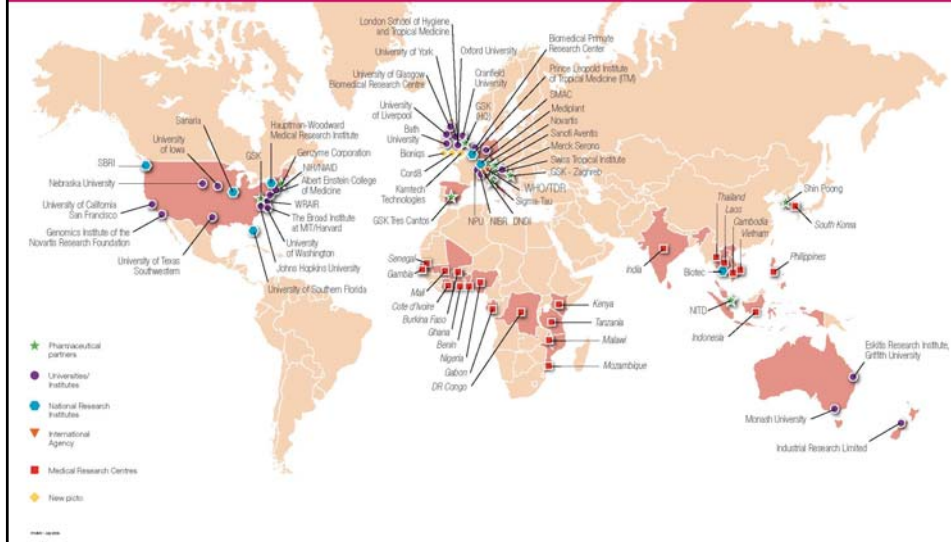 London School of Hygiene
and Tropical Medicine
Oxford University
Biomedical Primate
Research Center
University of York
Cranfield
University
Prince Leopold Institute
of Tropical Medicine (ITM)
University of Glasgow
Biomedical Research Centre
GSK
(HQ)
SMAC
Mediplant
University
of Liverpool
Novartis
Sanofi Aventis
Bath
University
Merck Serono
Bioniqs
Swiss Tropical Institute
Cord8
GSK - Zaghreb
Kamtech
Technologies
WHO/TDR
Sigma-Tau
GSK Tres Cantos
NPU
NIBR
DNDI
Sanaria
Hauptman-Woodward
Medical Research Institute
University
of Iowa
GSK
Genzyme Corporation
SBRI
NIH/NIAID
Nebraska University
Albert Einstein College
of Medicine
WRAIR
University of California
San Francisco
The Broad Institute
at MIT/Harvard
Genomics Institute of the
Novartis Research Foundation
University
of Washington
University of Texas
Southwestern
Johns Hopkins University
University of Southern Florida
Shin Poong
South Korea
Thailand
Laos
Cambodia
Vietnam
Philippines
India
Biotec
NITD
Indonesia
Senegal
Gambia
Mali
Cote d'Ivoire
Burkina Faso
Ghana
Benin
Nigeria
Gabon
DR Congo
Kenya
Tanzania
Malawi
Mozambique
Eskitis Research Institute,
Griffith University
Monash University
Industrial Research Limited
Pharmaceutical
partners
Universities/
Institutes
National Research
Institutes
International
Agency
Medical Research Centres
New picto